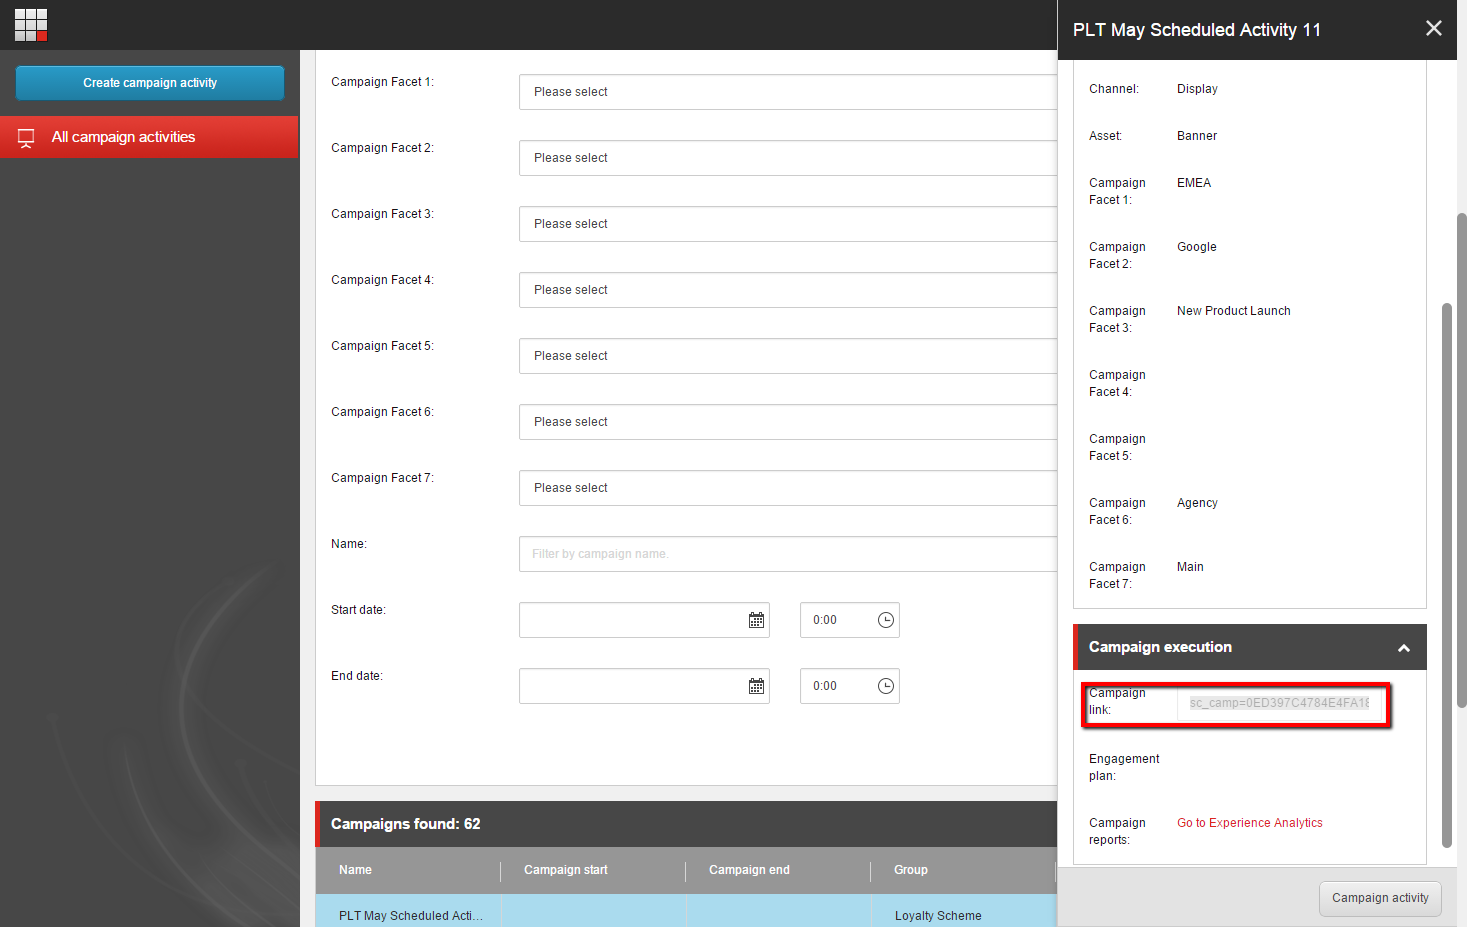 Create campaign activity
All campaign activities
Campaign Facet 1:
Please select
Campaign Facet 2:
Please select
Campaign Facet 3:
Please select
Campaign Facet 4:
Please select
Campaign Facet 5:
Please select
Campaign Facet 6:
Please select
Campaign Facet 7:
Please select
Name:
Filter by campaign name.
Start date:
0:00
End date:
0:00
Campaigns found: 62
Name Campaign start Campaign end Group
PLT May Scheduled Acti... Loyalty Scheme
PLT May Scheduled Activity 11
Channel: Display
Asset: Banner
Campaign
Facet 1:
EMEA
Campaign
Facet 2:
Google
Campaign
Facet 3:
New Product Launch
Campaign
Facet 4:
Campaign
Facet 5:
Campaign
Facet 6:
Agency
Campaign
Facet 7:
Main
Campaign execution
Campaign
link:
sc_camp=0ED397C4784E4FA18
Engagement
plan:
Campaign
reports:
Go to Experience Analytics
Campaign activity